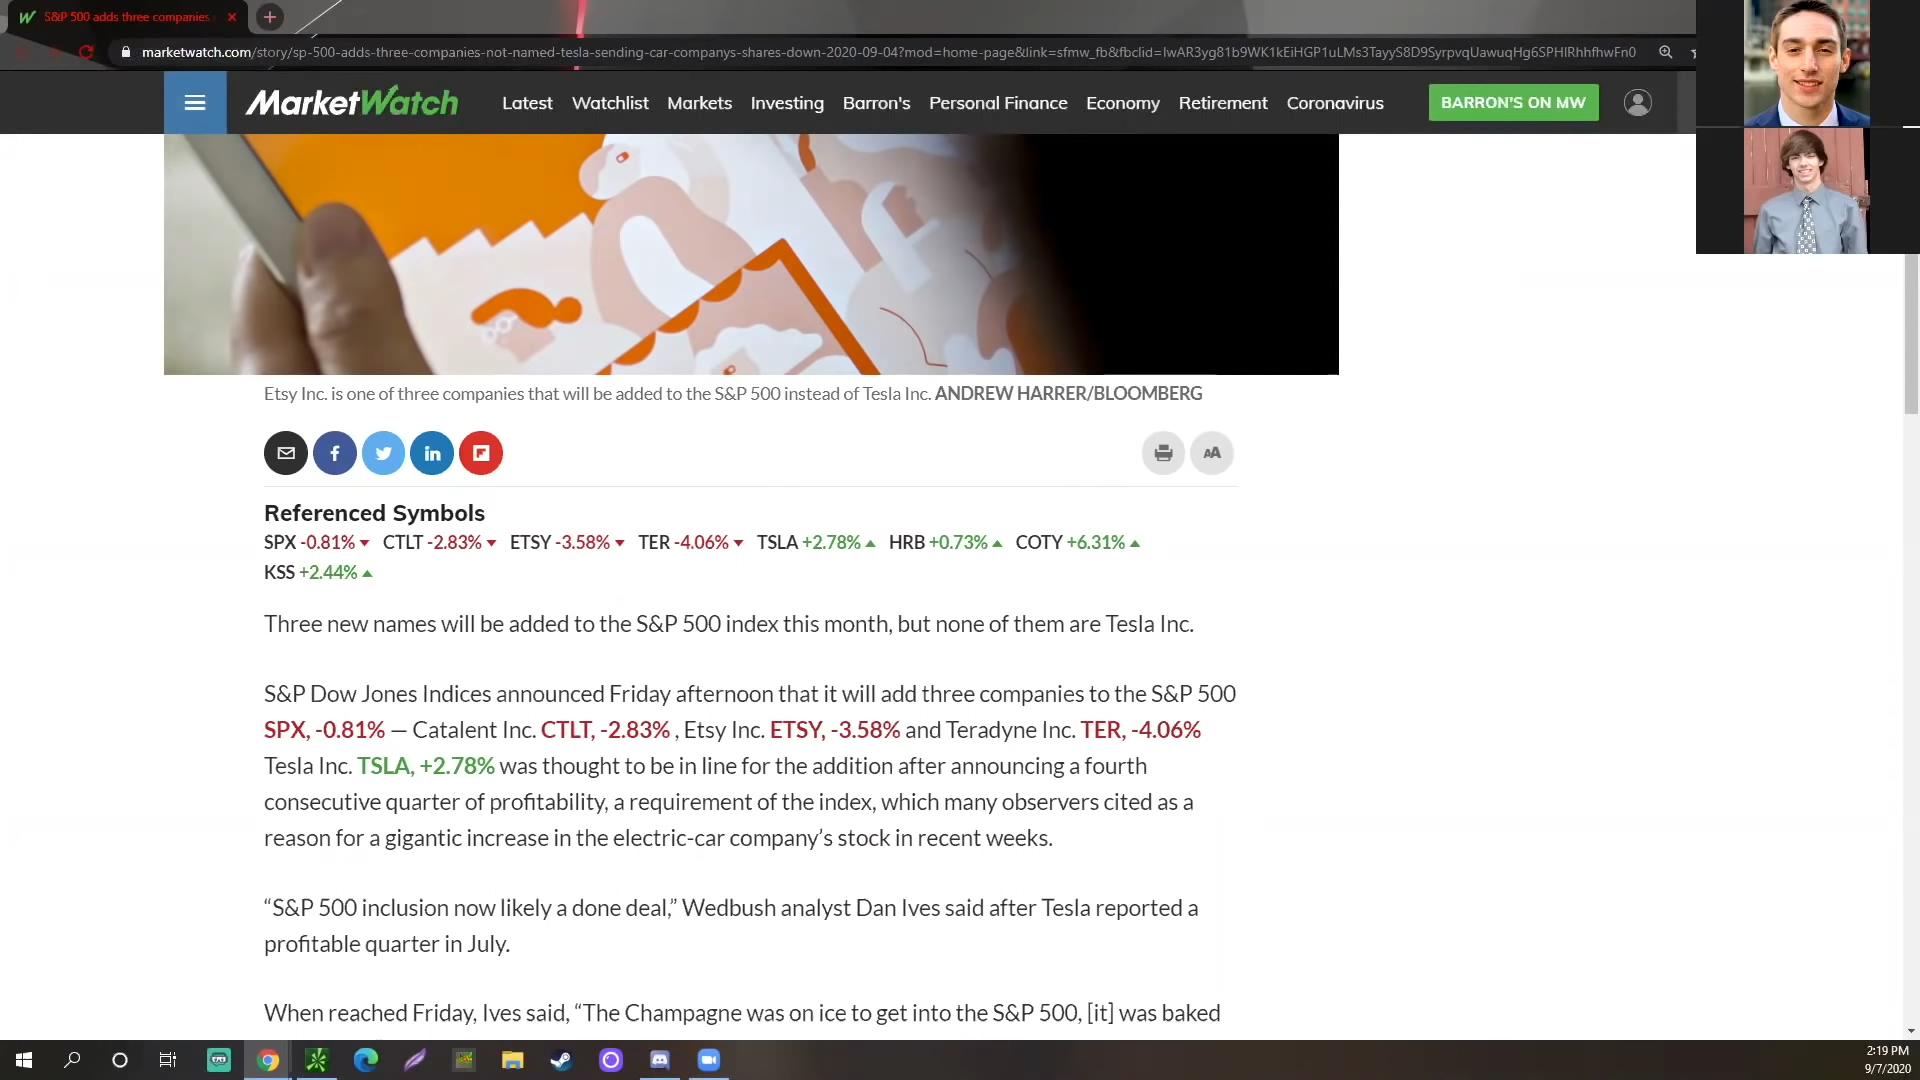 S&P 500 adds three companies
marketwatch.com/story/sp-500-adds-three-companies-not-named-tesla-sending-car-companys-shares-down-2020-09-04?mod=home-page&link=sfmw_fb&fbclid=IwAR3yg81b9WK1kEiHGP1uLMs3TayyS8D9SyrpvqUawuqHg6SPHIRhhfhwFn0
MarketWatch Latest Watchlist Markets Investing Barron's Personal Finance Economy Retirement Coronavirus BARRON'S ON MW
Etsy Inc. is one of three companies that will be added to the S&P 500 instead of Tesla Inc. ANDREW HARRER/BLOOMBERG
AA
Referenced Symbols
SPX -0.81% CTLT -2.83% ETSY -3.58% TER -4.06% TSLA +2.78% HRB +0.73% COTY +6.31%
KSS +2.44%
Three new names will be added to the S&P 500 index this month, but none of them are Tesla Inc.
S&P Dow Jones Indices announced Friday afternoon that it will add three companies to the S&P 500
SPX, -0.81% — Catalent Inc. CTLT, -2.83% , Etsy Inc. ETSY, -3.58% and Teradyne Inc. TER, -4.06%
Tesla Inc. TSLA, +2.78% was thought to be in line for the addition after announcing a fourth
consecutive quarter of profitability, a requirement of the index, which many observers cited as a
reason for a gigantic increase in the electric-car company’s stock in recent weeks.
“S&P 500 inclusion now likely a done deal,” Wedbush analyst Dan Ives said after Tesla reported a
profitable quarter in July.
When reached Friday, Ives said, “The Champagne was on ice to get into the S&P 500, [it] was baked
2:19 PM
9/7/2020